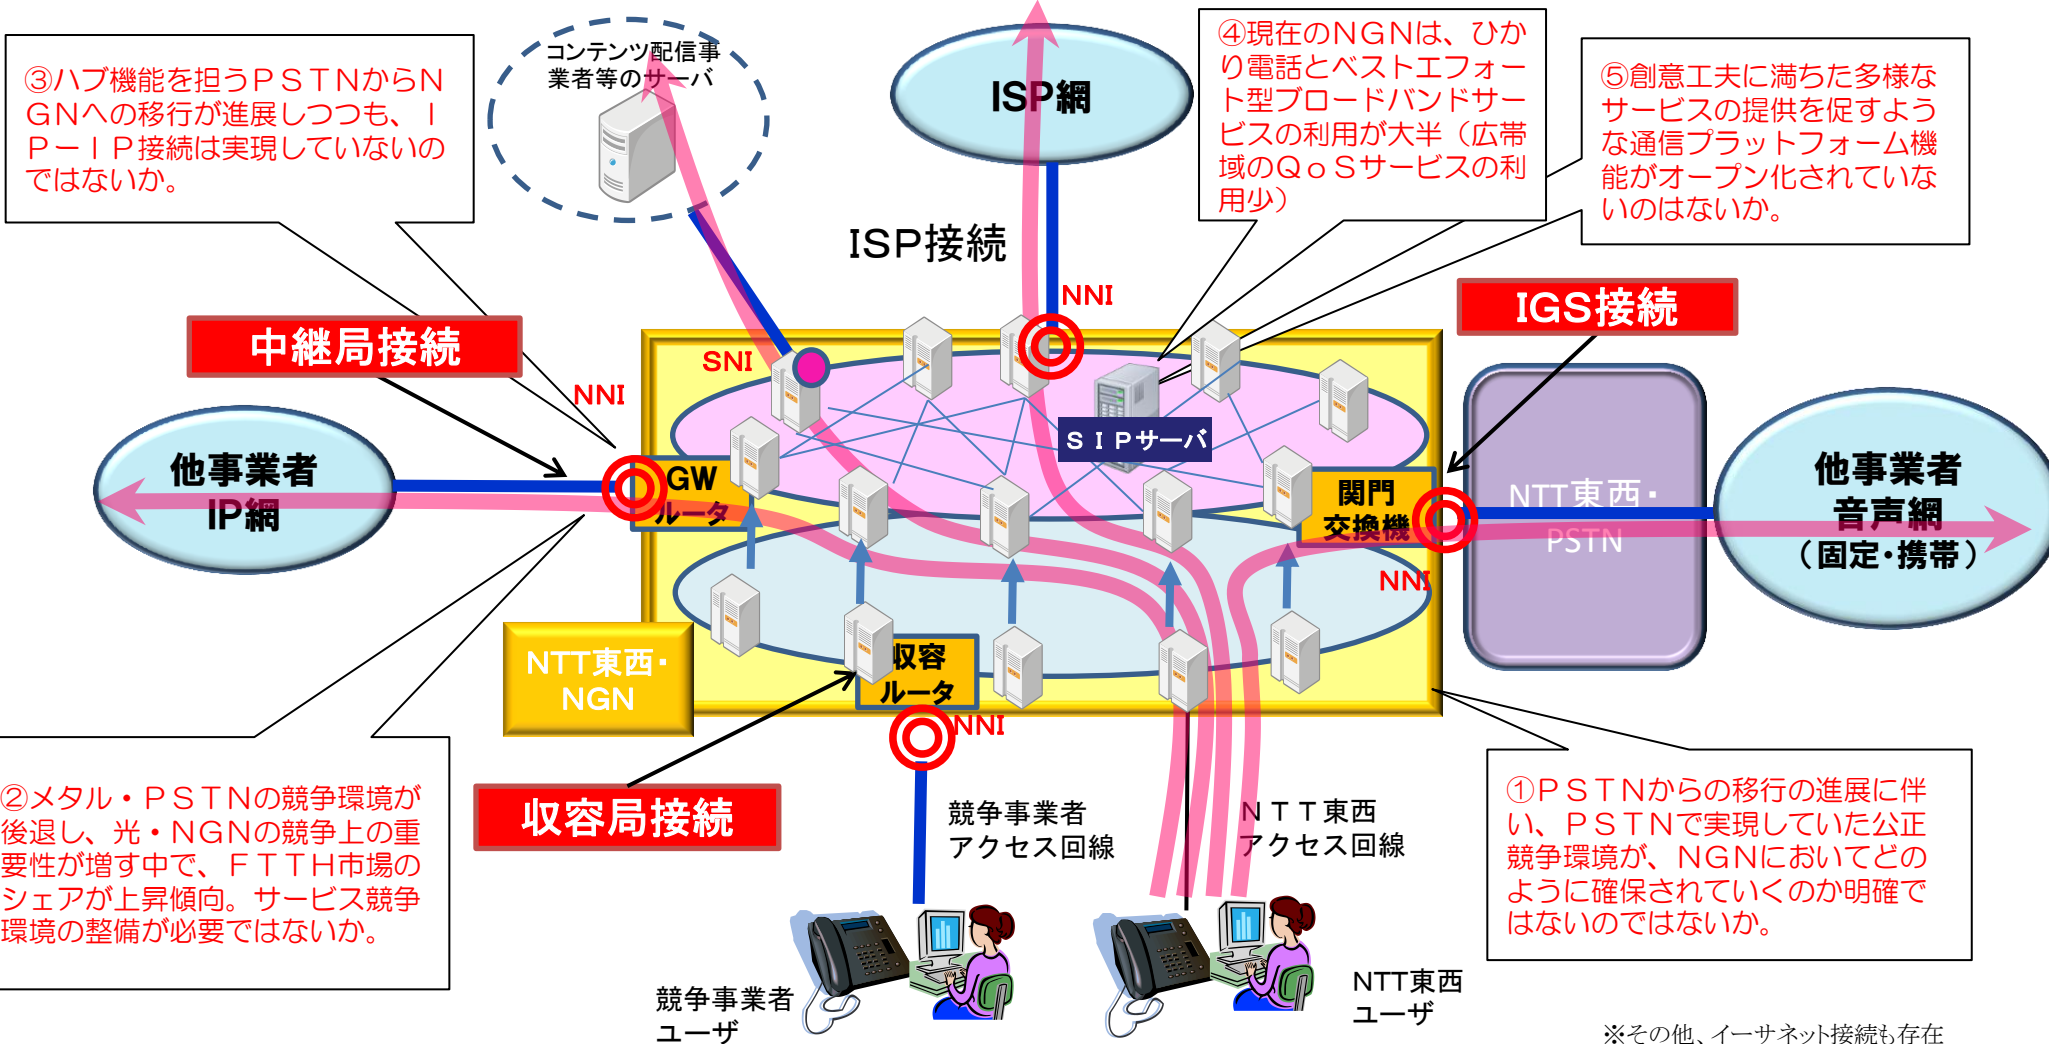 ③ハブ機能を担うPSTNからN
GNへの移行が進展しつつも、I
P-IP接続は実現していないの
ではないか。
コンテンツ配信事
業者等のサーバ
ISP網
④現在のNGNは、ひか
り電話とベストエフォー
ト型ブロードバンドサー
ビスの利用が大半（広帯
域のQoSサービスの利
用少）
⑤創意工夫に満ちた多様な
サービスの提供を促すよう
な通信プラットフォーム機
能がオープン化されていな
いのはないか。
ISP接続
NNI
IGS接続
中継局接続
SNI
NNI
SIPサーバ
他事業者
IP網
GW
ルータ
関門
交換機
NTT東西・
PSTN
他事業者
音声網
（固定・携帯）
NNI
NTT東西・
NGN
収容
ルータ
NNI
②メタル・PSTNの競争環境が
後退し、光・NGNの競争上の重
要性が増す中で、FTTH市場の
シェアが上昇傾向。サービス競争
環境の整備が必要ではないか。
収容局接続
競争事業者
アクセス回線
NTT東西
アクセス回線
①PSTNからの移行の進展に伴
い、PSTNで実現していた公正
競争環境が、NGNにおいてどの
ように確保されていくのか明確で
はないのではないか。
競争事業者
ユーザ
NTT東西
ユーザ
※その他、イーサネット接続も存在